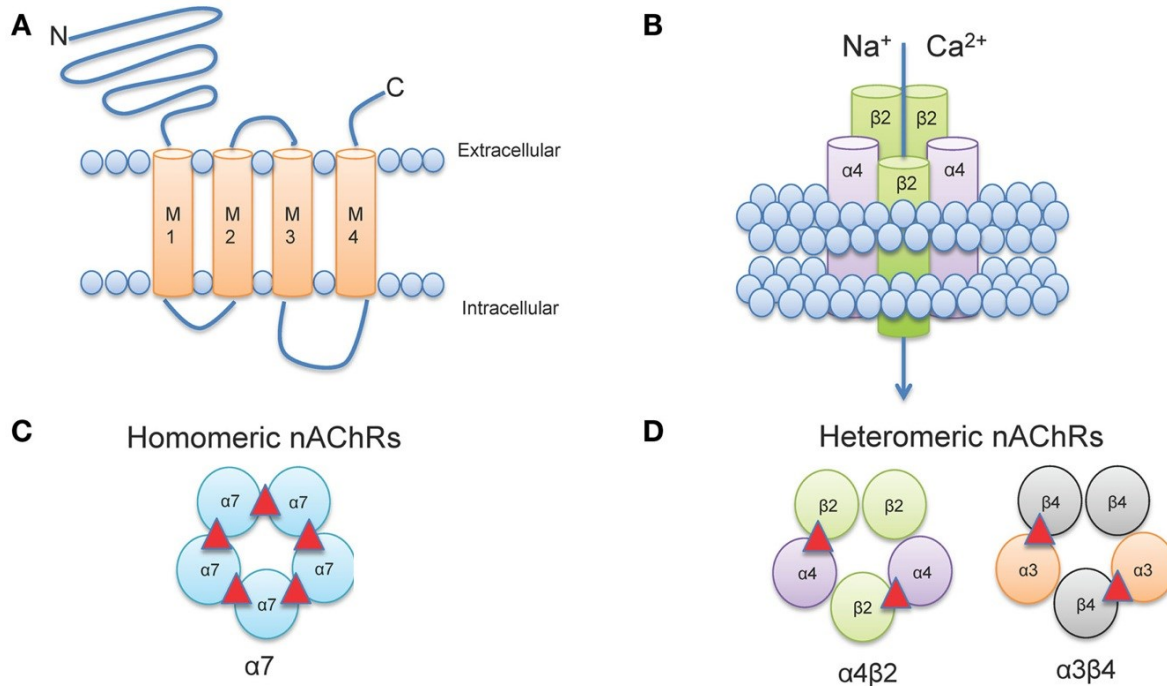 A
N
C
Extracellular
M 1
M 2
M 3
M 4
Intracellular
B
Na⁺ Ca²⁺
β2 β2
α4 β2 α4
C
Homomeric nAChRs
α7 α7
α7 α7
α7
α7
D
Heteromeric nAChRs
β2 β2
α4 α4
β2
α4β2
β4 β4
α3 α3
β4
α3β4